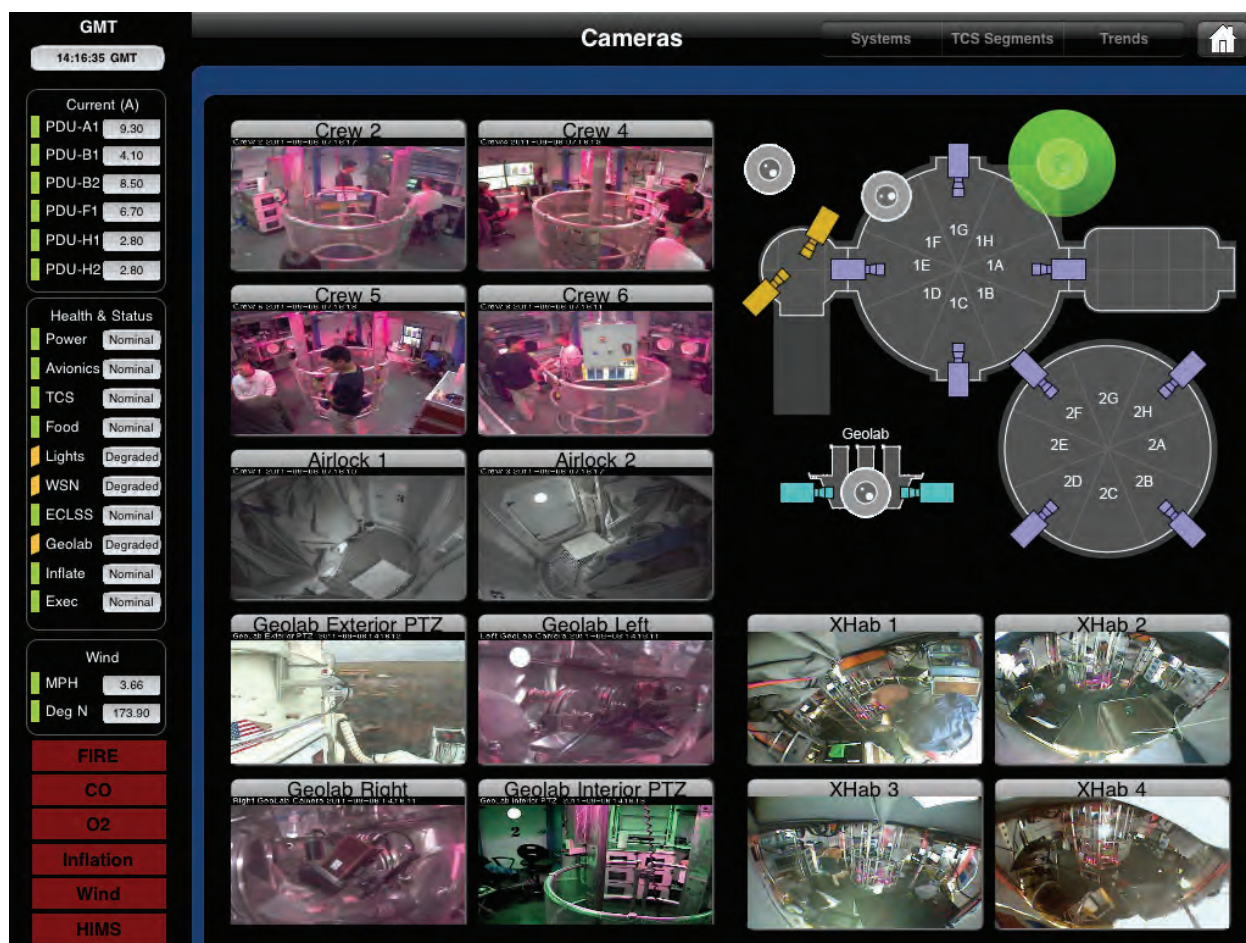 GMT
14:16:35 GMT
Cameras
Systems
TCS Segments
Trends
Current (A)
PDU-A1 9.30
PDU-B1 4.10
PDU-B2 8.50
PDU-F1 6.70
PDU-H1 2.80
PDU-H2 2.80
Health & Status
Power Nominal
Avionics Nominal
TCS Nominal
Food Nominal
Lights Degraded
WSN Degraded
ECLSS Nominal
Geolab Degraded
Inflate Nominal
Exec Nominal
Wind
MPH 3.66
Deg N 173.90
FIRE
CO
O2
Inflation
Wind
HIMS
Crew 2
Crew 4
Crew 5
Crew 6
Airlock 1
Airlock 2
Geolab Exterior PTZ
Geolab Left
Geolab Right
Geolab Interior PTZ
2
1G
1F 1H
1E 1A
1D 1B
1C
2G
2F 2H
2E 2A
2D 2B
2C
Geolab
XHab 1
XHab 2
XHab 3
XHab 4